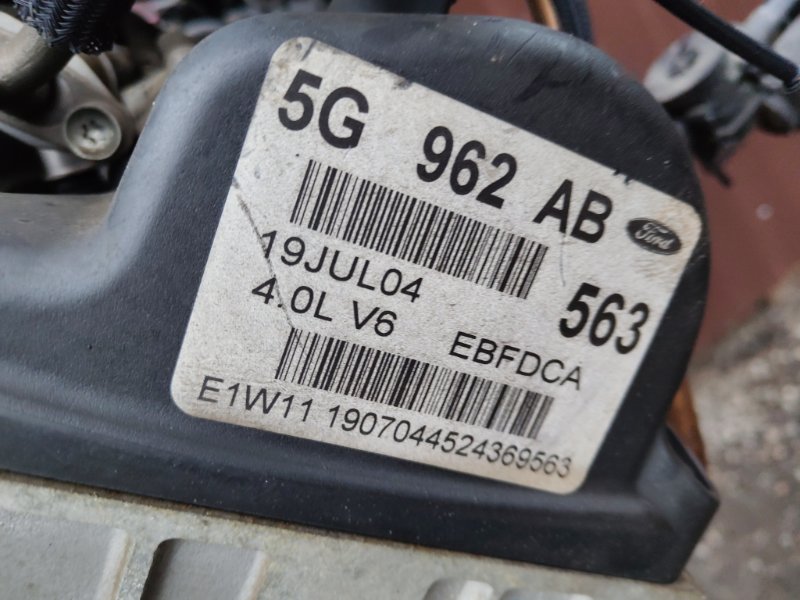 5G 962 AB
Ford
19JUL04
563
4.0L V6 EBFDCA
E1W11 1907044524369563